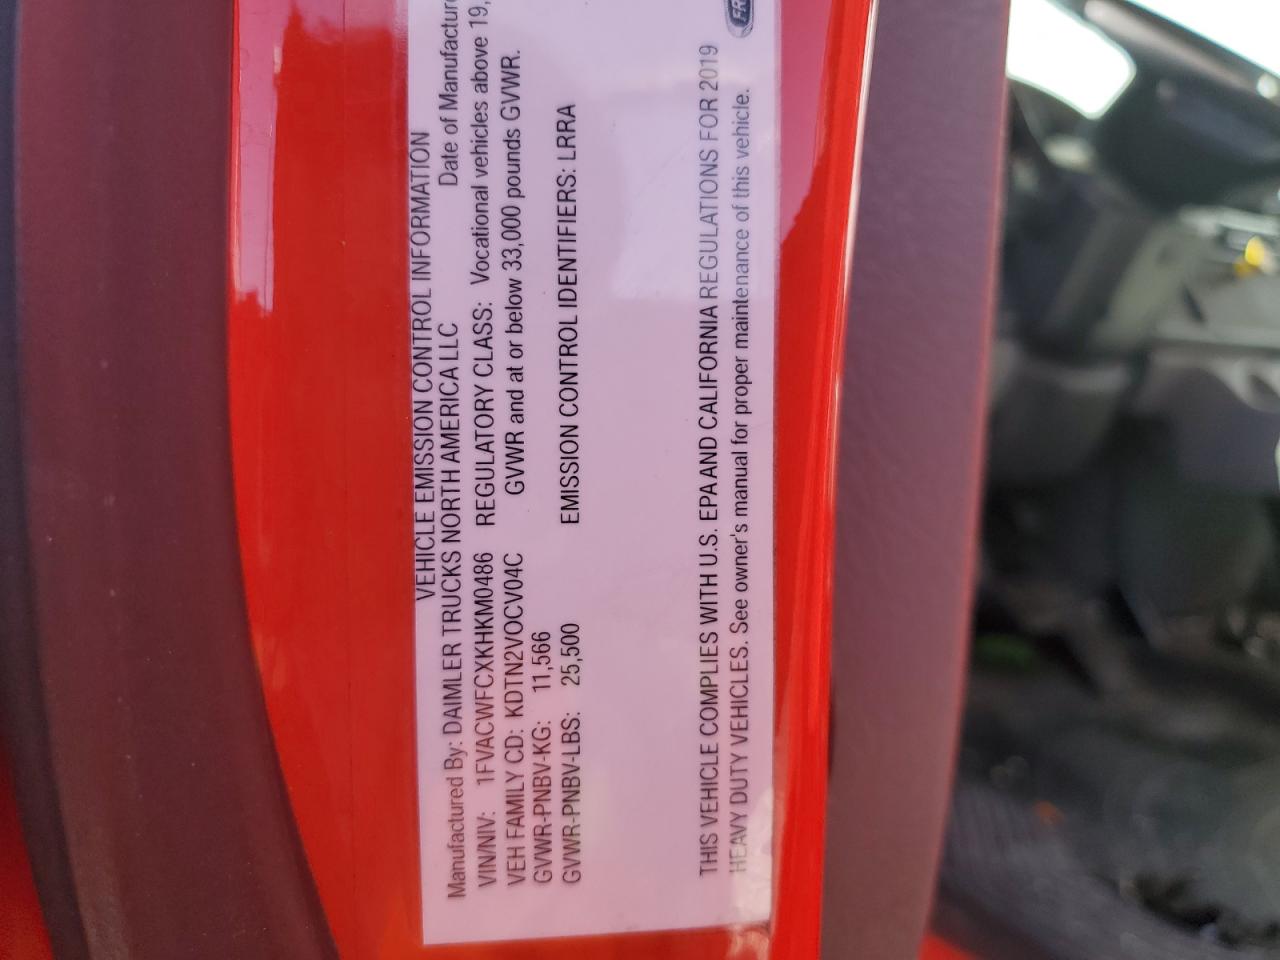 VEHICLE EMISSION CONTROL INFORMATION
Manufactured By: DAIMLER TRUCKS NORTH AMERICA LLC Date of Manufacture
VIN/NIV: 1FVACWFCXKHKM0486 REGULATORY CLASS: Vocational vehicles above 19,
VEH FAMILY CD: KDTN2VOCV04C GVWR and at or below 33,000 pounds GVWR.
GVWR-PNBV-KG: 11,566
GVWR-PNBV-LBS: 25,500 EMISSION CONTROL IDENTIFIERS: LRRA
THIS VEHICLE COMPLIES WITH U.S. EPA AND CALIFORNIA REGULATIONS FOR 2019
HEAVY DUTY VEHICLES. See owner's manual for proper maintenance of this vehicle.